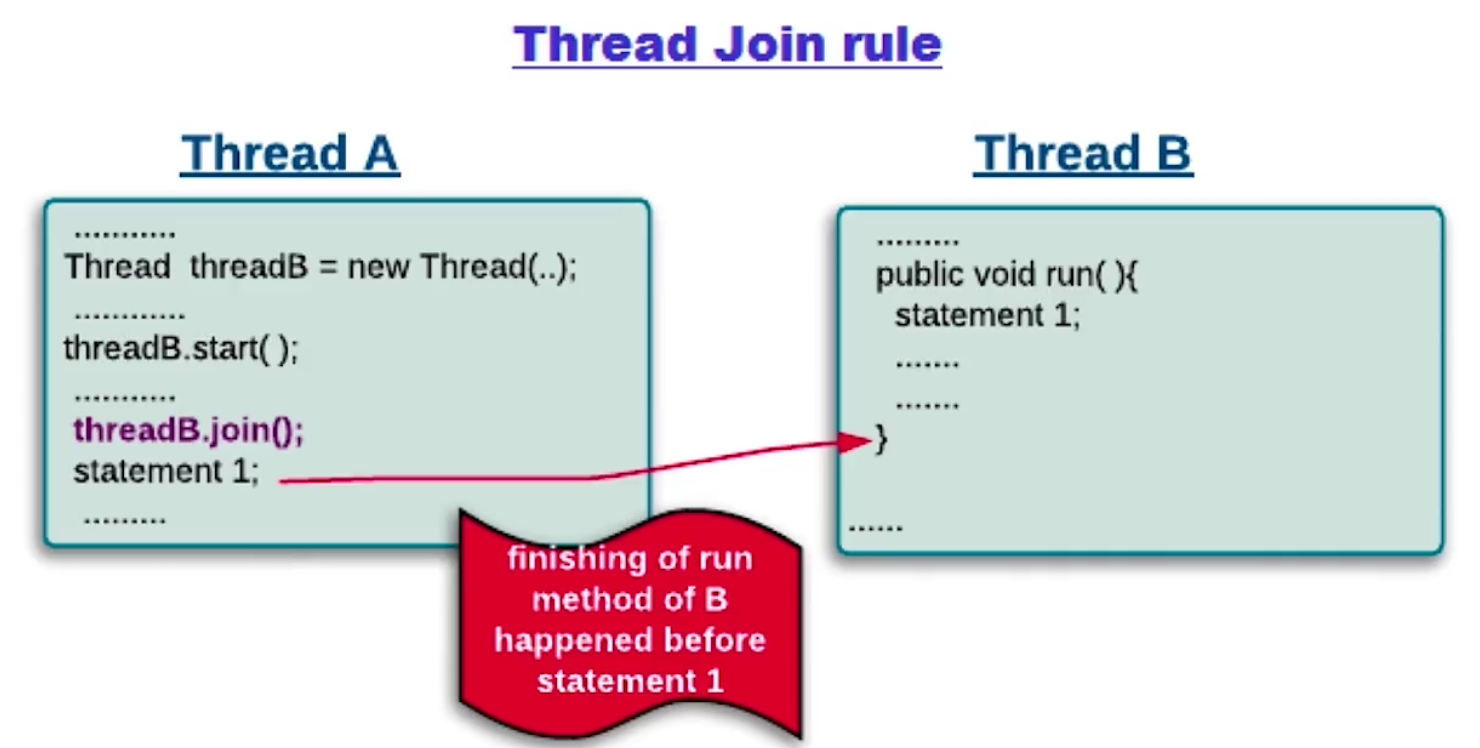 Thread Join rule
Thread A
...........
Thread threadB = new Thread(..);
............
threadB.start( );
...........
threadB.join();
statement 1;
.........
Thread B
.........
public void run( ){
statement 1;
.......
.......
}
......
finishing of run
method of B
happened before
statement 1